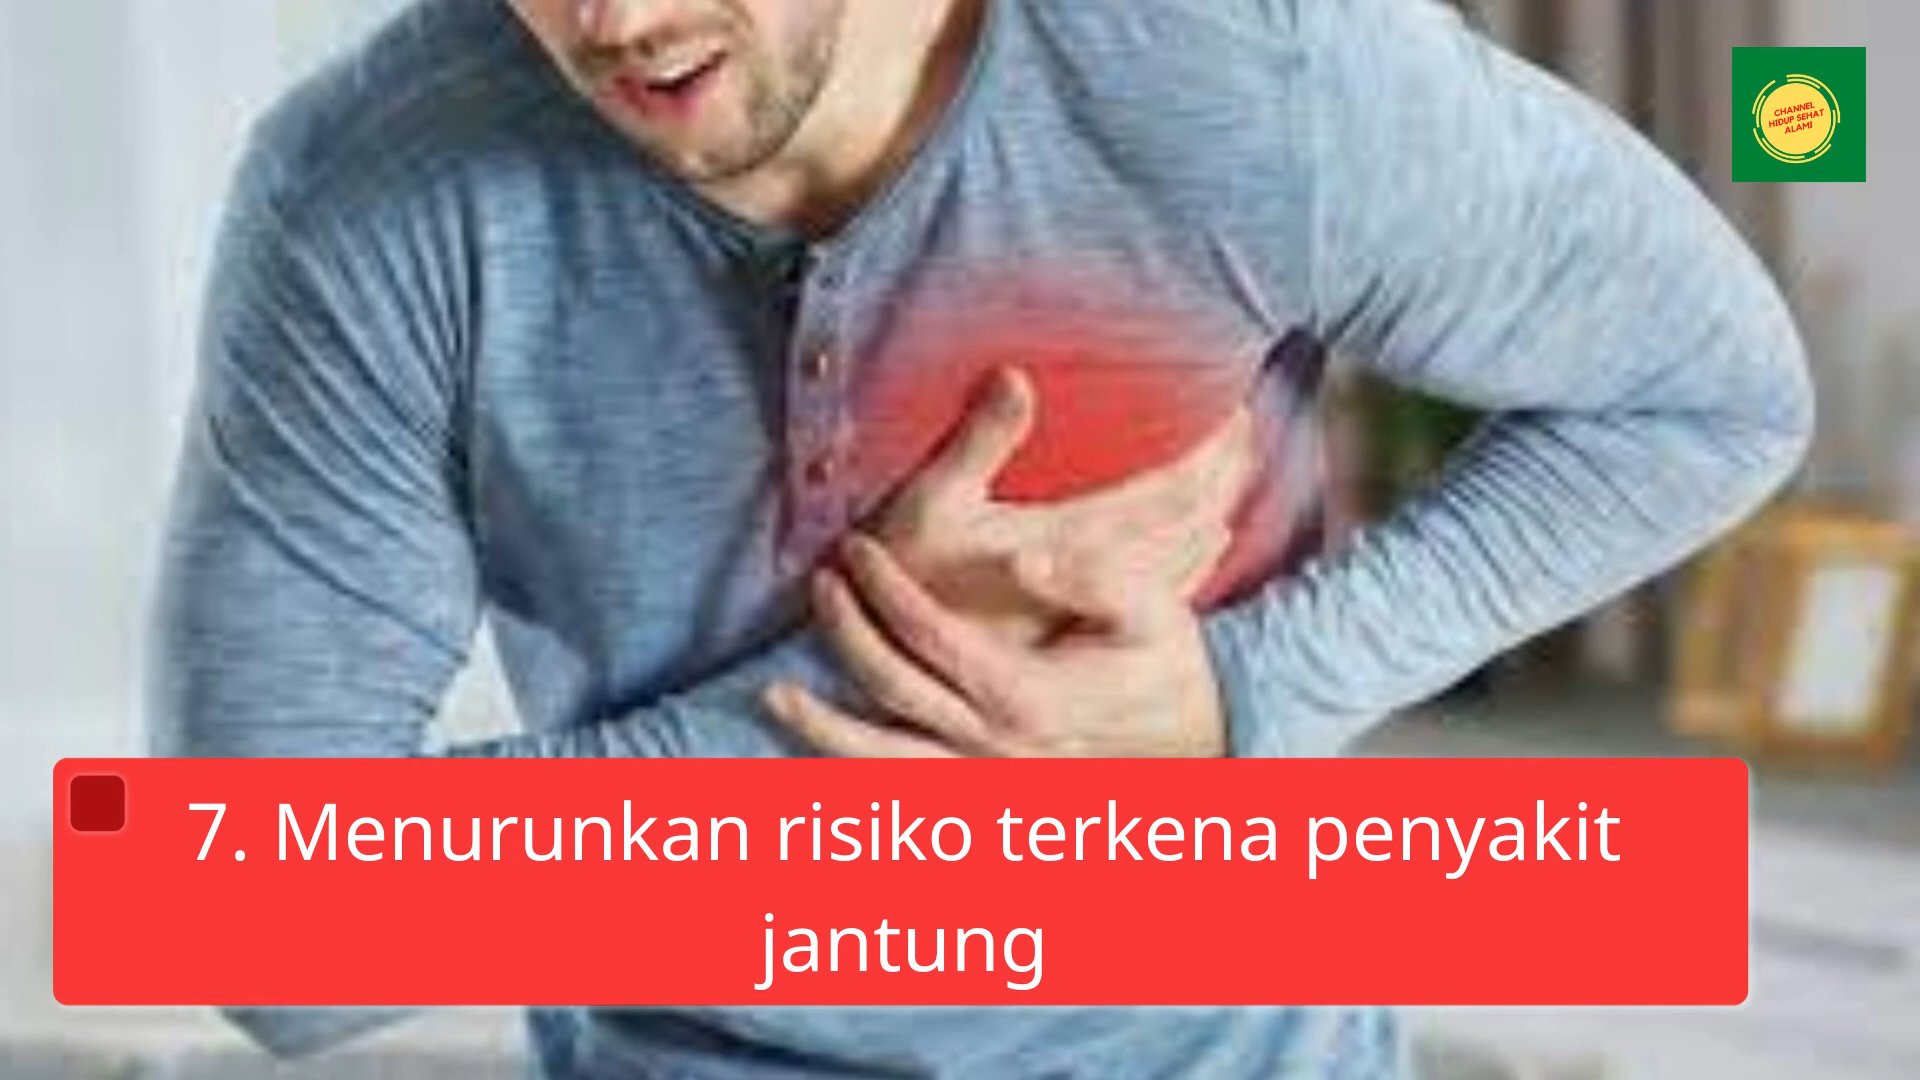 CHANNEL
HIDUP SEHAT
ALAMI
7. Menurunkan risiko terkena penyakit
jantung